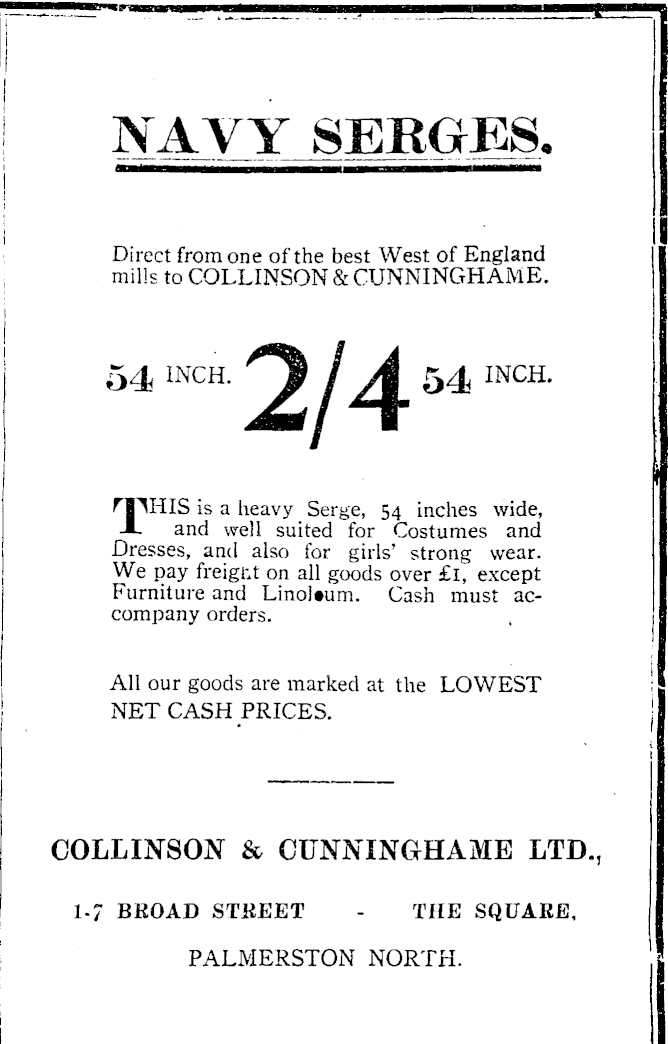 NAVY SERGES.
Direct from one of the best West of England
mills to COLLINSON & CUNNINGHAME.
54 INCH. 2/4 54 INCH.
THIS is a heavy Serge, 54 inches wide,
and well suited for Costumes and
Dresses, and also for girls' strong wear.
We pay freight on all goods over £1, except
Furniture and Linoleum. Cash must ac-
company orders.
All our goods are marked at the LOWEST
NET CASH PRICES.
COLLINSON & CUNNINGHAME LTD.,
1-7 BROAD STREET - THE SQUARE,
PALMERSTON NORTH.